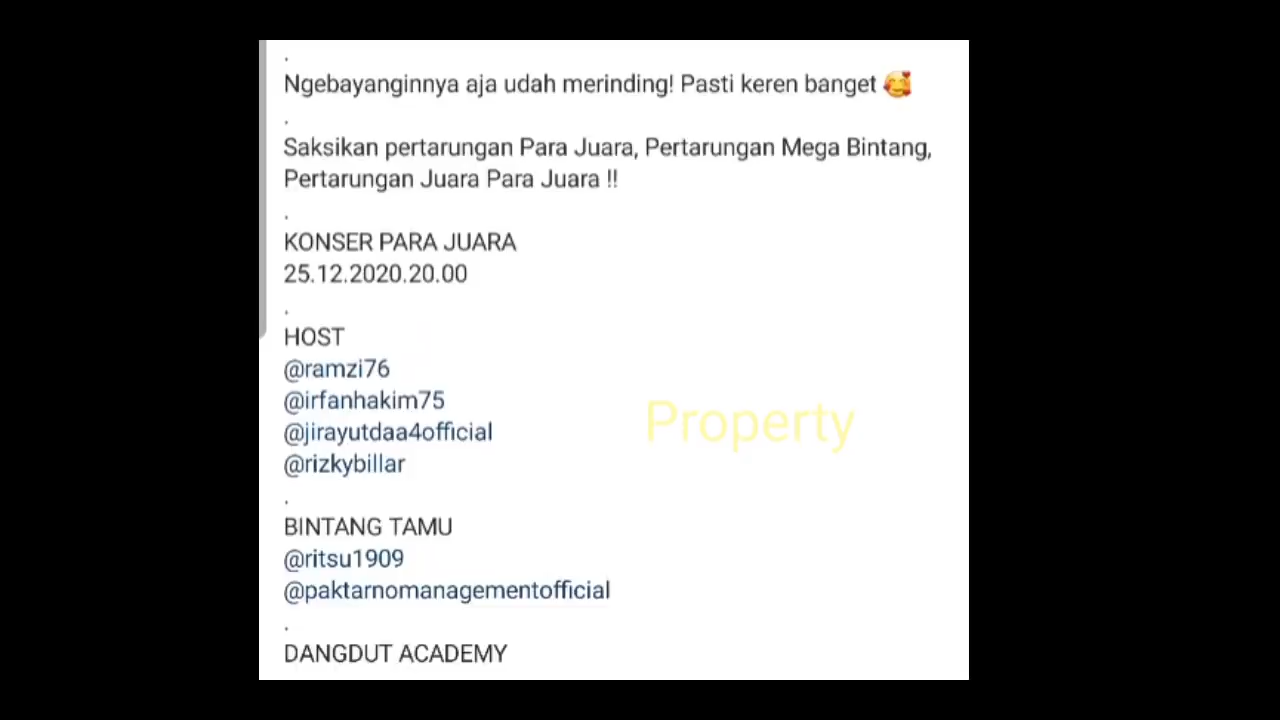 .
Ngebayanginnya aja udah merinding! Pasti keren banget 🥰
.
Saksikan pertarungan Para Juara, Pertarungan Mega Bintang,
Pertarungan Juara Para Juara !!
.
KONSER PARA JUARA
25.12.2020.20.00
.
HOST
@ramzi76
@irfanhakim75
@jirayutdaa4official
@rizkybillar
Property
.
BINTANG TAMU
@ritsu1909
@paktarnomanagementofficial
.
DANGDUT ACADEMY